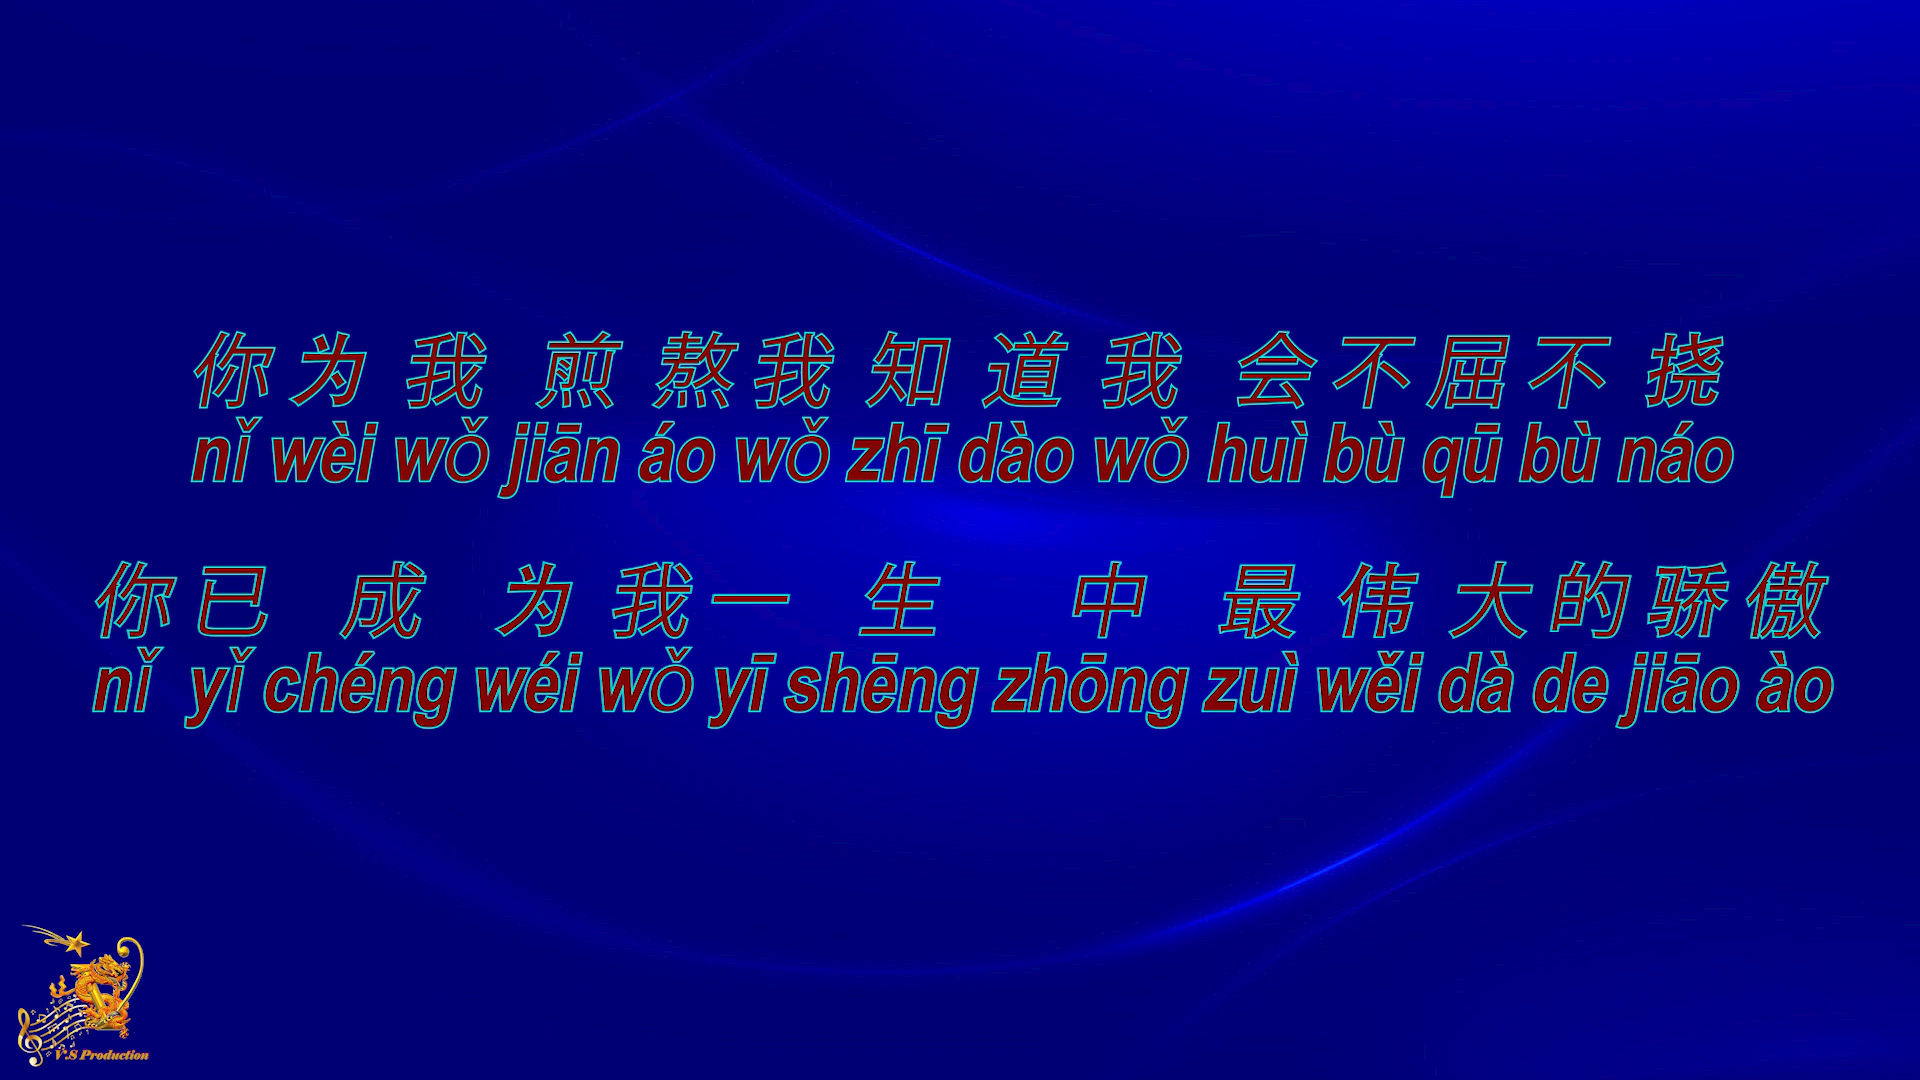 你为我煎熬我知道我会不屈不挠
nǐ wèi wǒ jiān áo wǒ zhī dào wǒ huì bù qū bù náo
你已成为我一生中最伟大的骄傲
nǐ yǐ chéng wéi wǒ yī shēng zhōng zuì wěi dà de jiāo ào
V.S Production